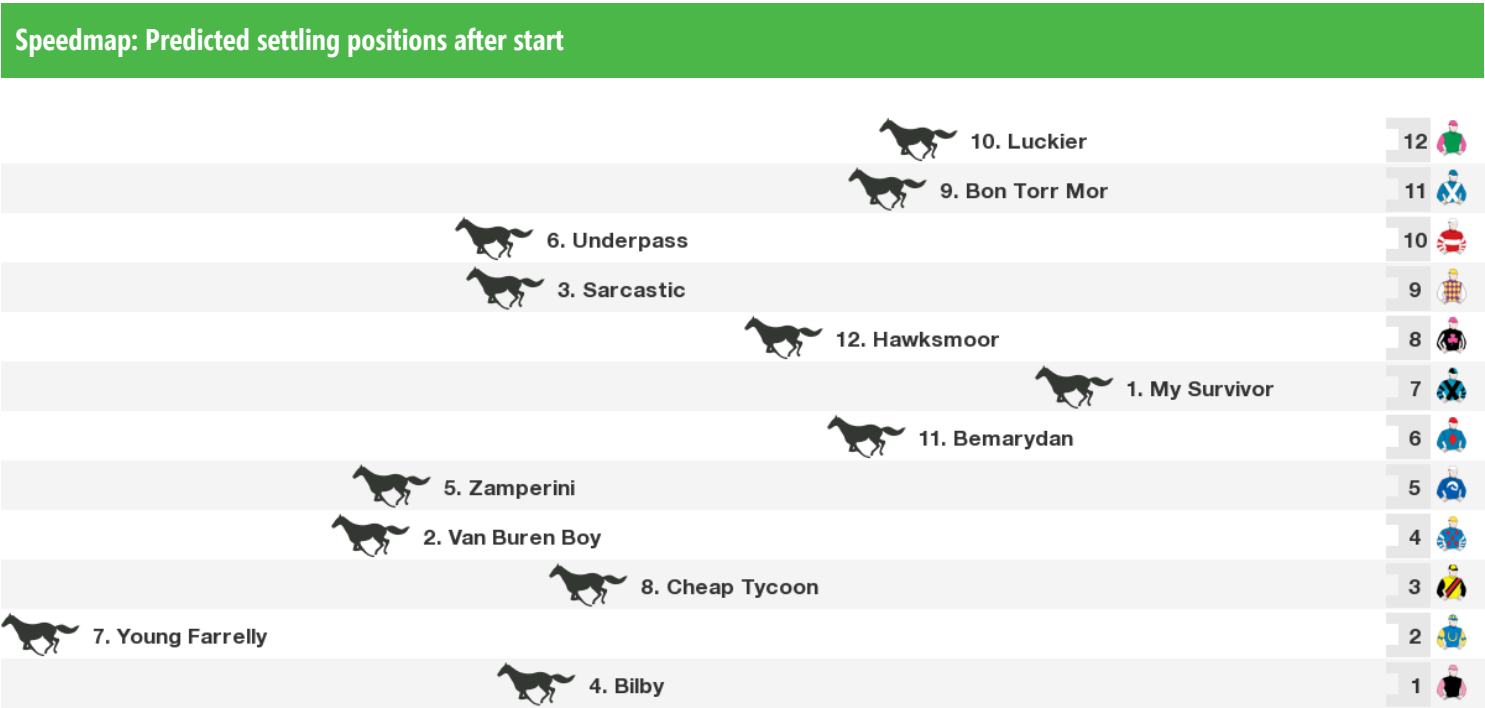 Speedmap: Predicted settling positions after start
10. Luckier 12
9. Bon Torr Mor 11
6. Underpass 10
3. Sarcastic 9
12. Hawksmoor 8
1. My Survivor 7
11. Bemarydan 6
5. Zamperini 5
2. Van Buren Boy 4
8. Cheap Tycoon 3
7. Young Farrelly 2
4. Bilby 1